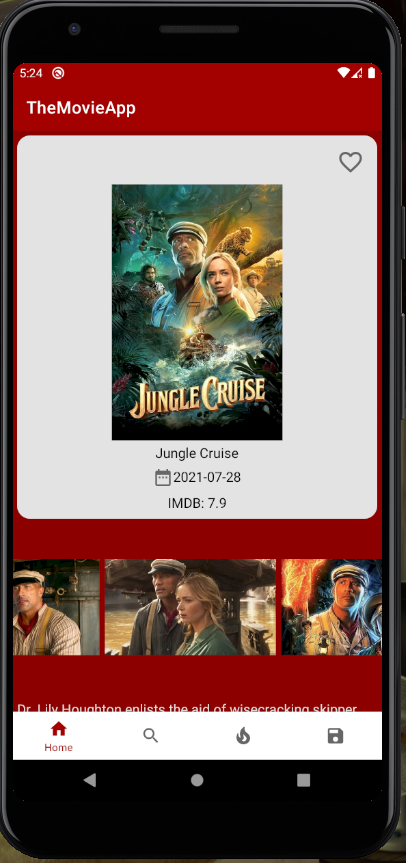 5:24
TheMovieApp
JUNGLE CRUISE
Jungle Cruise
2021-07-28
IMDB: 7.9
Dr. Lily Houghton enlists the aid of wisecracking skipper
Home